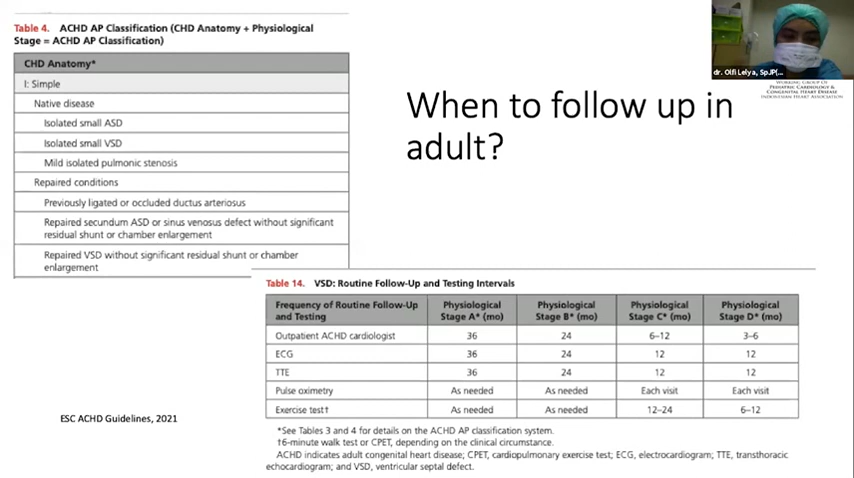 Table 4. ACHD AP Classification (CHD Anatomy + Physiological
Stage = ACHD AP Classification)
CHD Anatomy*
I: Simple
Native disease
Isolated small ASD
Isolated small VSD
Mild isolated pulmonic stenosis
Repaired conditions
Previously ligated or occluded ductus arteriosus
Repaired secundum ASD or sinus venosus defect without significant
residual shunt or chamber enlargement
Repaired VSD without significant residual shunt or chamber
enlargement
dr. Olfi Lelya, SpJP(...
Working Group of
Pediatric Cardiology &
Congenital Heart Disease
Indonesian Heart Association
When to follow up in
adult?
Table 14. VSD: Routine Follow-Up and Testing Intervals
Frequency of Routine Follow-Up
and Testing
Physiological
Stage A* (mo)
Physiological
Stage B* (mo)
Physiological
Stage C* (mo)
Physiological
Stage D* (mo)
Outpatient ACHD cardiologist 36 24 6–12 3–6
ECG 36 24 12 12
TTE 36 24 12 12
Pulse oximetry As needed As needed Each visit Each visit
Exercise test† As needed As needed 12–24 6–12
*See Tables 3 and 4 for details on the ACHD AP classification system.
†6-minute walk test or CPET, depending on the clinical circumstance.
ACHD indicates adult congenital heart disease; CPET, cardiopulmonary exercise test; ECG, electrocardiogram; TTE, transthoracic
echocardiogram; and VSD, ventricular septal defect.
ESC ACHD Guidelines, 2021